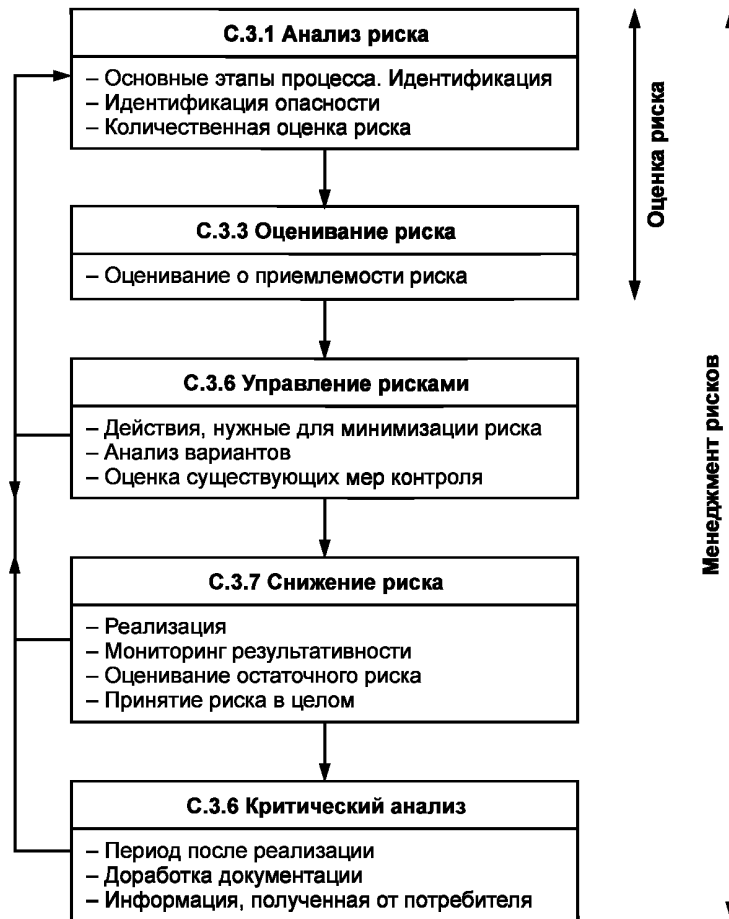 С.3.1 Анализ риска
– Основные этапы процесса. Идентификация
– Идентификация опасности
– Количественная оценка риска
С.3.3 Оценивание риска
– Оценивание о приемлемости риска
С.3.6 Управление рисками
– Действия, нужные для минимизации риска
– Анализ вариантов
– Оценка существующих мер контроля
С.3.7 Снижение риска
– Реализация
– Мониторинг результативности
– Оценивание остаточного риска
– Принятие риска в целом
С.3.6 Критический анализ
– Период после реализации
– Доработка документации
– Информация, полученная от потребителя
Оценка риска
Менеджмент рисков